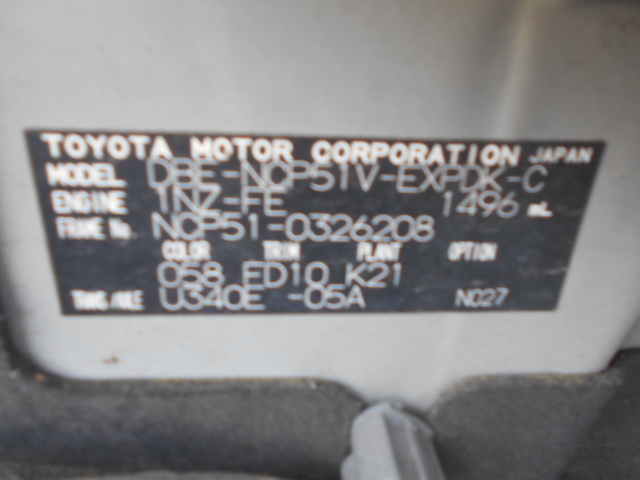 TOYOTA MOTOR CORPORATION JAPAN
MODEL DBE-NCP51V-EXPDK-C
ENGINE 1NZ-FE 1496 mL
FRAME No. NCP51-0326208
COLOR TRIM PLANT OPTION
058 FD10 K21
TRANS/AXLE U340E -05A N027